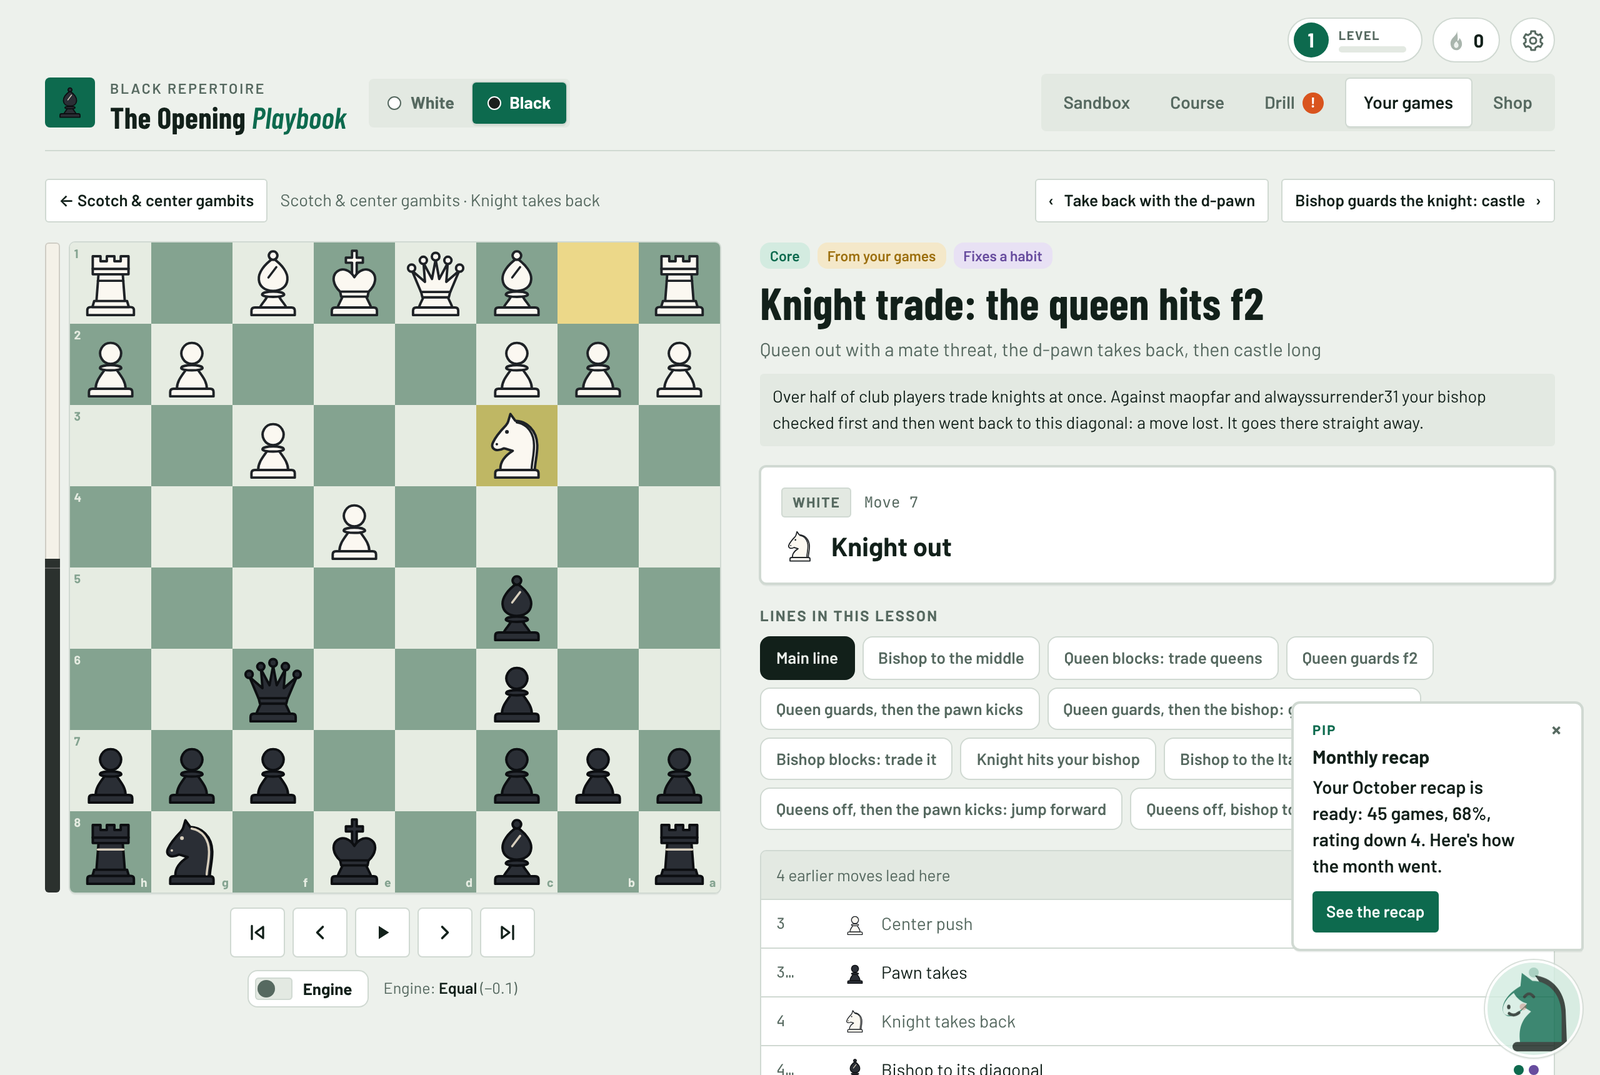 1 LEVEL 0
BLACK REPERTOIRE
The Opening Playbook
White Black
Sandbox Course Drill ! Your games Shop
← Scotch & center gambits
Scotch & center gambits · Knight takes back
‹ Take back with the d-pawn
Bishop guards the knight: castle ›
1
2
3
4
5
6
7
8
h g f e d c b a
Engine
Engine: Equal (−0.1)
Core From your games Fixes a habit
Knight trade: the queen hits f2
Queen out with a mate threat, the d-pawn takes back, then castle long
Over half of club players trade knights at once. Against maopfar and alwayssurrender31 your bishop
checked first and then went back to this diagonal: a move lost. It goes there straight away.
WHITE Move 7
Knight out
LINES IN THIS LESSON
Main line Bishop to the middle Queen blocks: trade queens Queen guards f2
Queen guards, then the pawn kicks Queen guards, then the bishop:
Bishop blocks: trade it Knight hits your bishop Bishop to the
Queens off, then the pawn kicks: jump forward Queens off, bishop
4 earlier moves lead here
3 Center push
3… Pawn takes
4 Knight takes back
4… Bishop to its diagonal
PIP ×
Monthly recap
Your October recap is
ready: 45 games, 68%,
rating down 4. Here's how
the month went.
See the recap